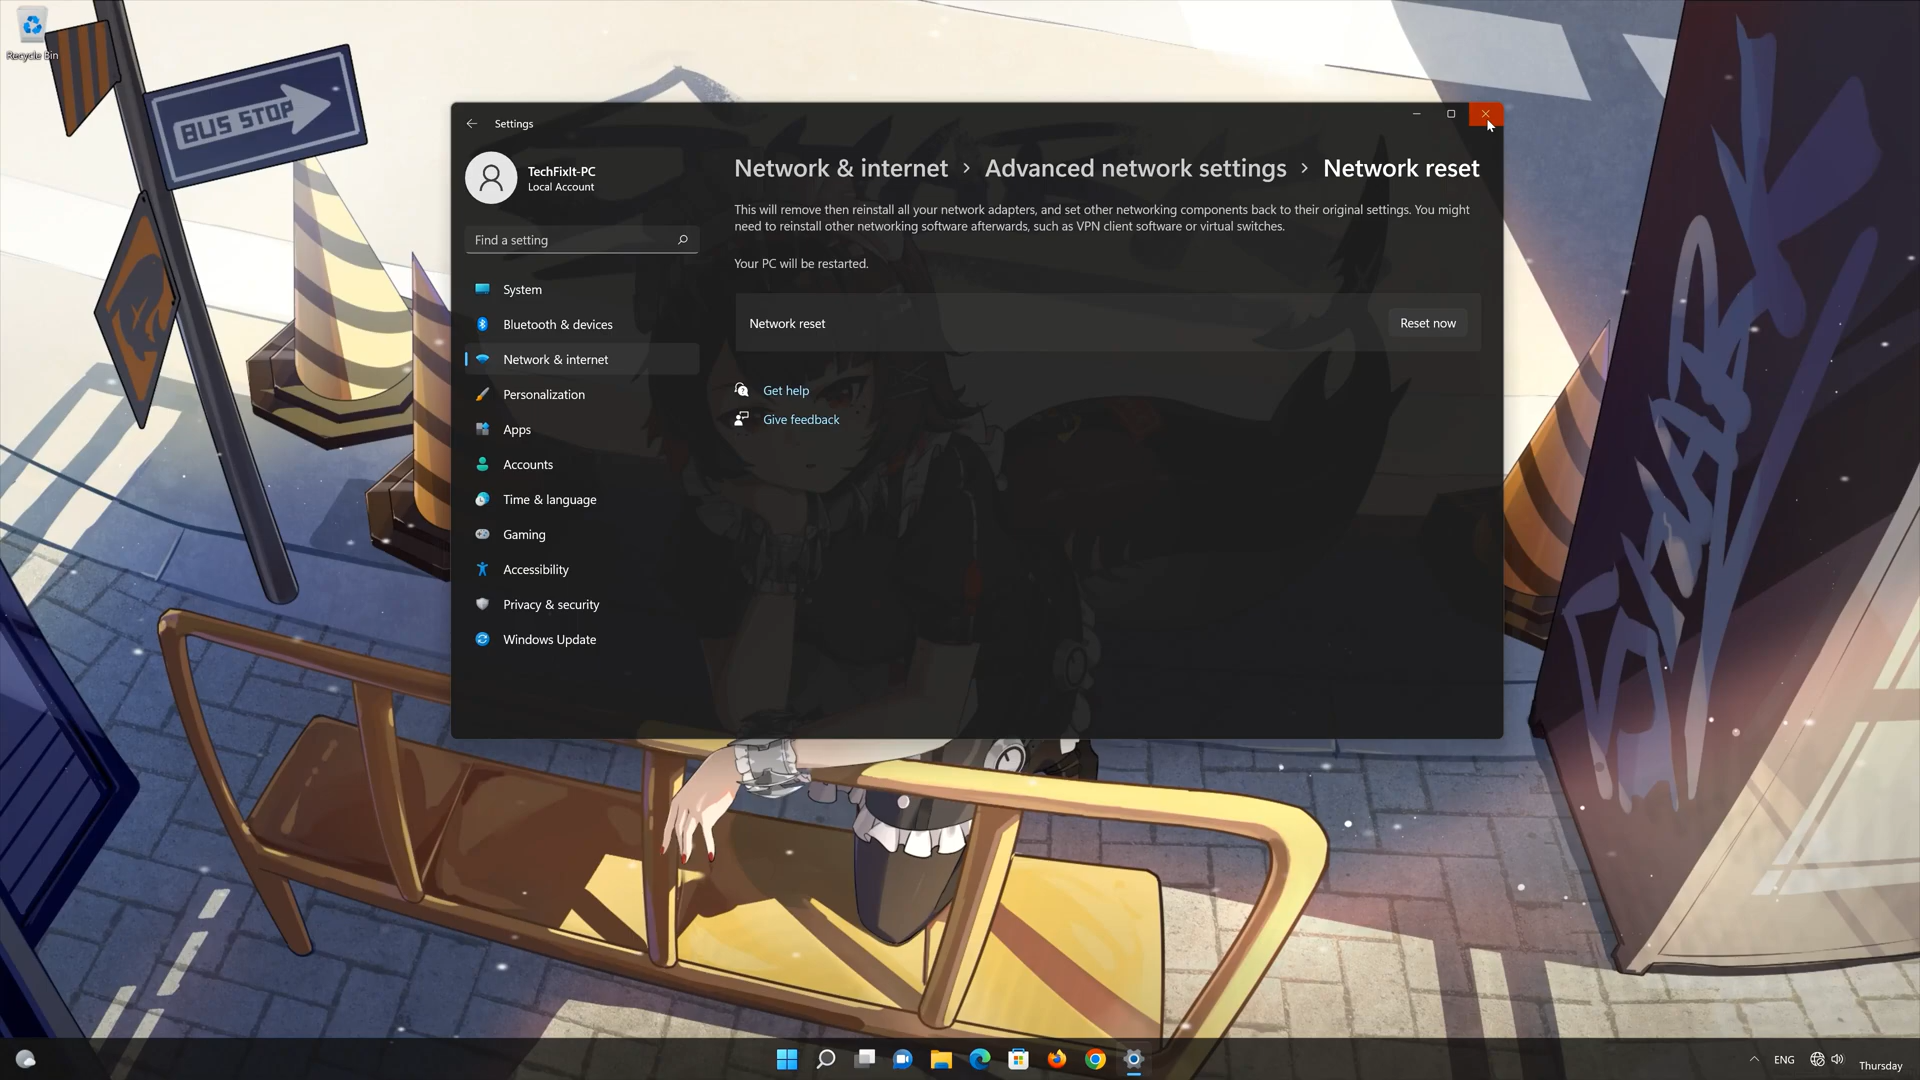 Recycle Bin
BUS STOP
Settings
TechFixIt-PC
Local Account
Find a setting
System
Bluetooth & devices
Network & internet
Personalization
Apps
Accounts
Time & language
Gaming
Accessibility
Privacy & security
Windows Update
Network & internet › Advanced network settings › Network reset
This will remove then reinstall all your network adapters, and set other networking components back to their original settings. You might
need to reinstall other networking software afterwards, such as VPN client software or virtual switches.
Your PC will be restarted.
Network reset
Reset now
Get help
Give feedback
ENG
Thursday